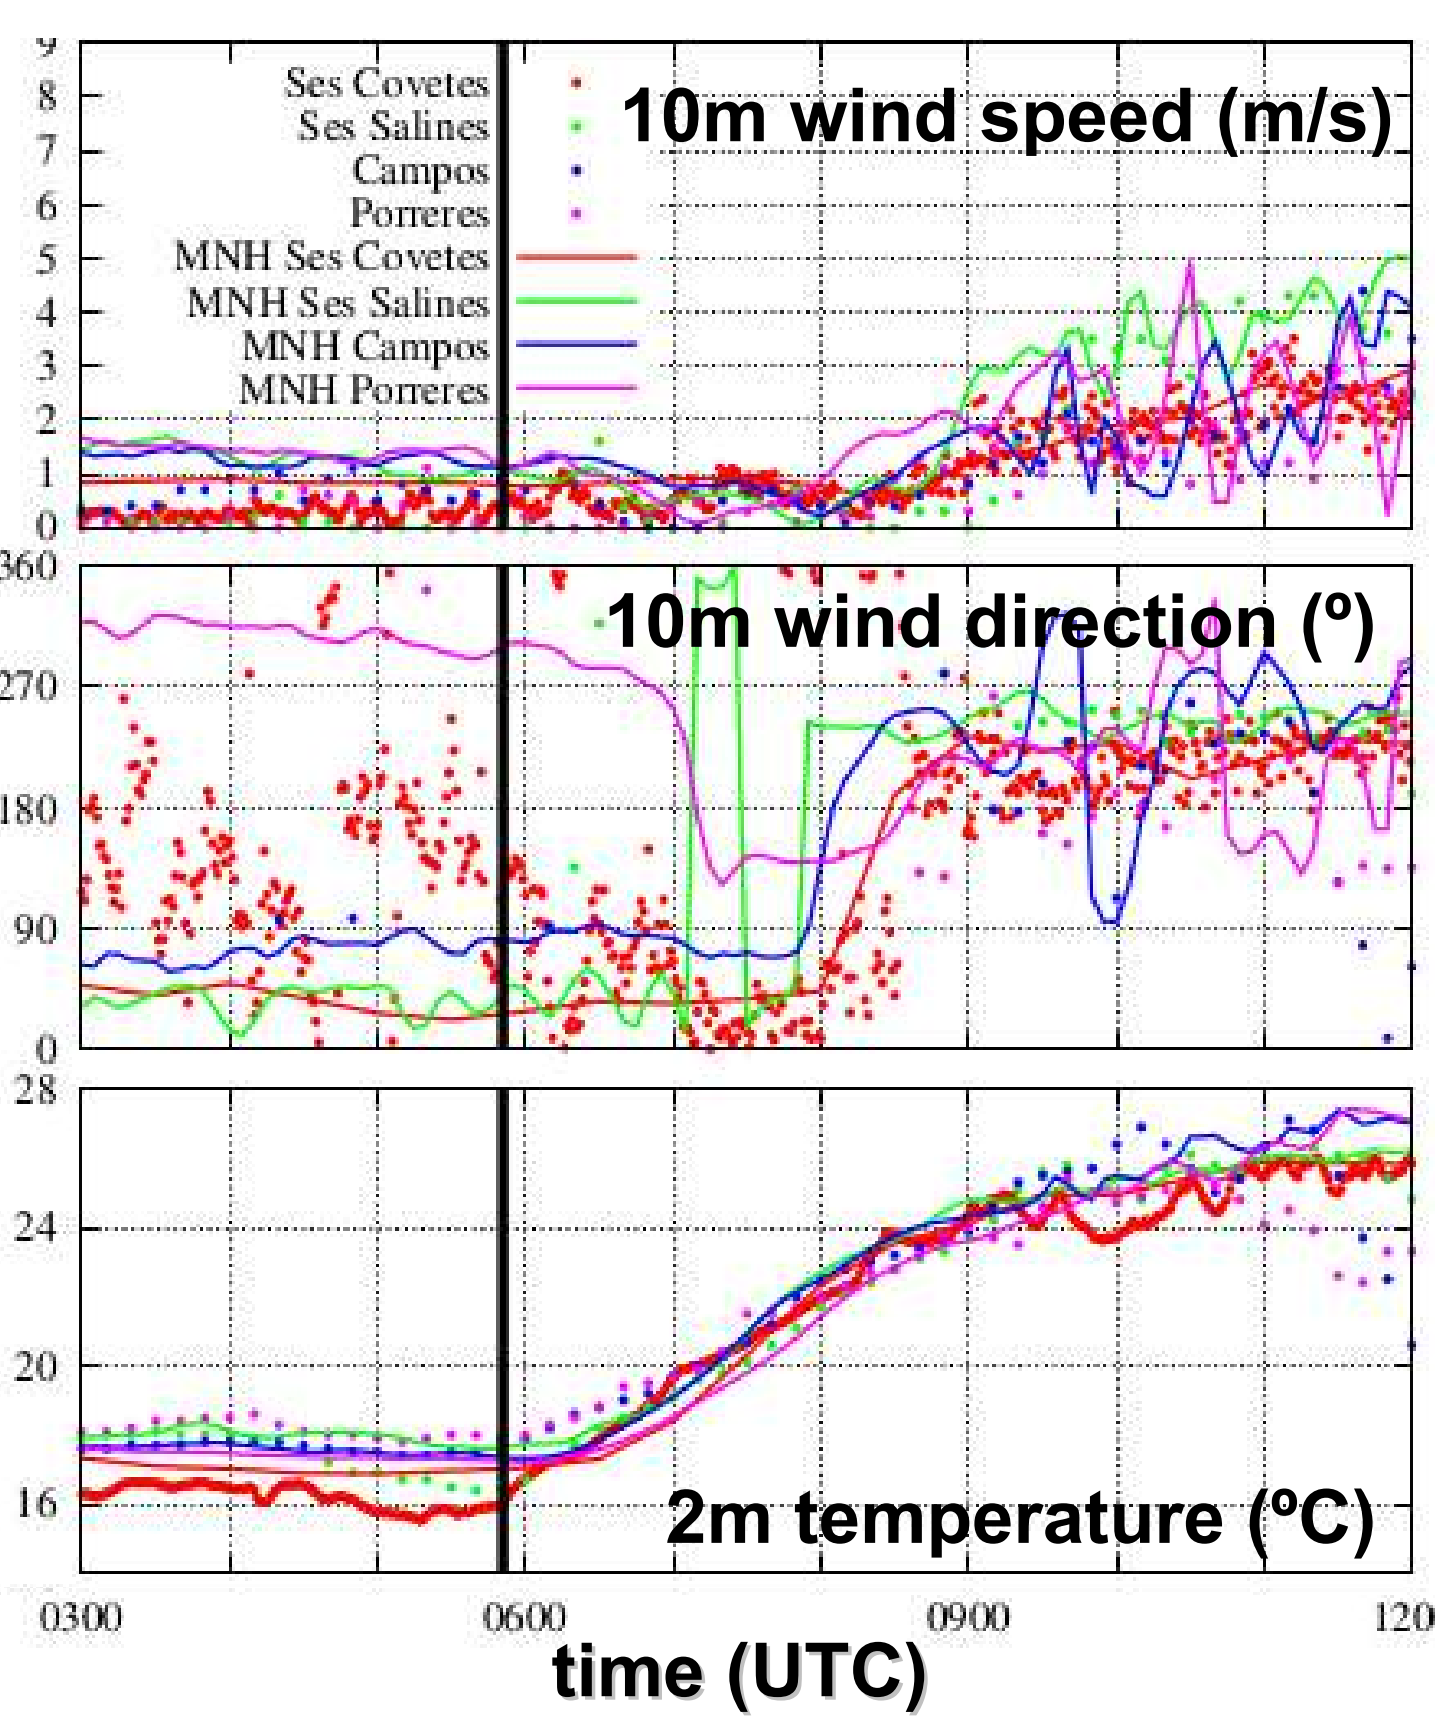 9
8
7
6
5
4
3
2
1
0
Ses Covetes
Ses Salines
Campos
Porreres
MNH Ses Covetes
MNH Ses Salines
MNH Campos
MNH Porreres
10m wind speed (m/s)
360
270
180
90
0
10m wind direction (º)
28
24
20
16
2m temperature (ºC)
0300 0600 0900 120
time (UTC)